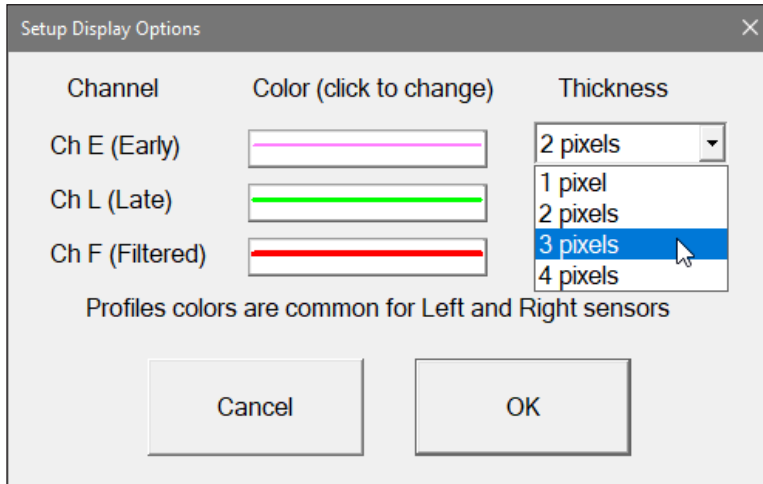 Setup Display Options
Channel Color (click to change) Thickness
Ch E (Early) 2 pixels
1 pixel
Ch L (Late)
2 pixels
3 pixels
Ch F (Filtered)
4 pixels
Profiles colors are common for Left and Right sensors
Cancel OK